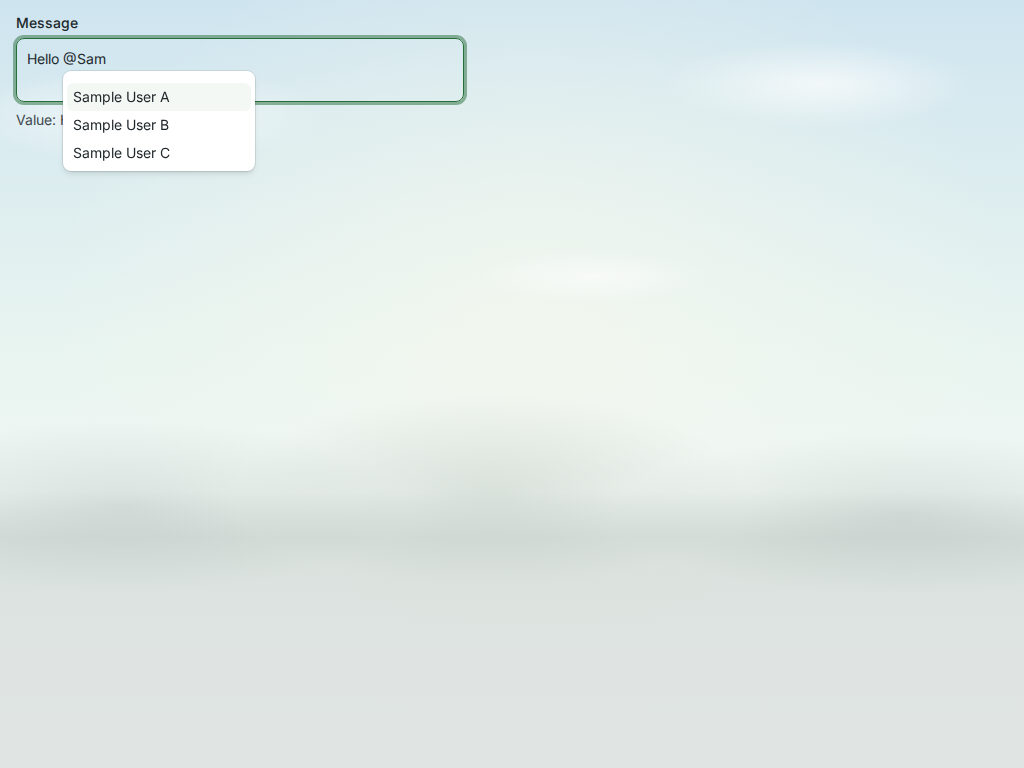 Message
Hello @Sam
Sample User A
Value:
Sample User B
Sample User C